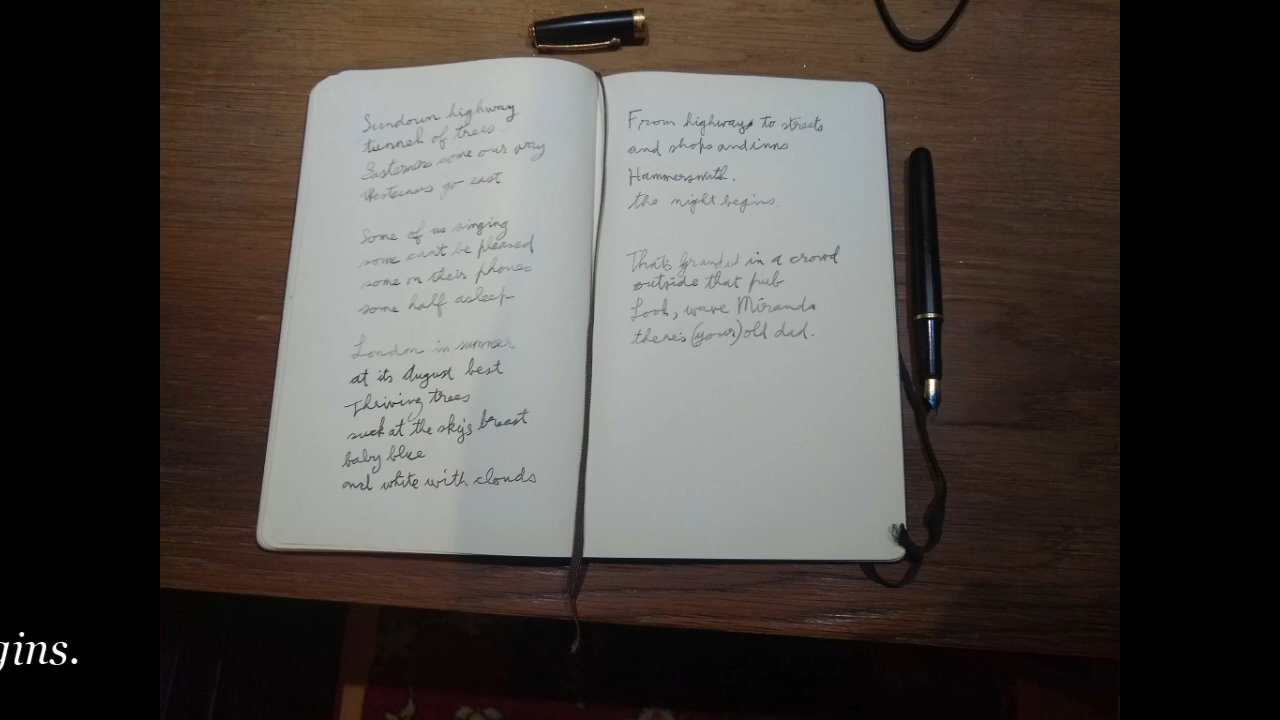 Sundown highway
tunnel of trees.
Easterners come our way
Westerners go east
Some of us singing
some can't be pleased
some on their phones
some half asleep
London in summer
at its August best
Thriving trees
suck at the sky's breast
baby blue
and white with clouds
From highways to streets
and shops and inns
Hammersmith.
the night begins.
That's grandad in a crowd
outside that pub
Look, wave Miranda
there's (your) old dad.
gins.